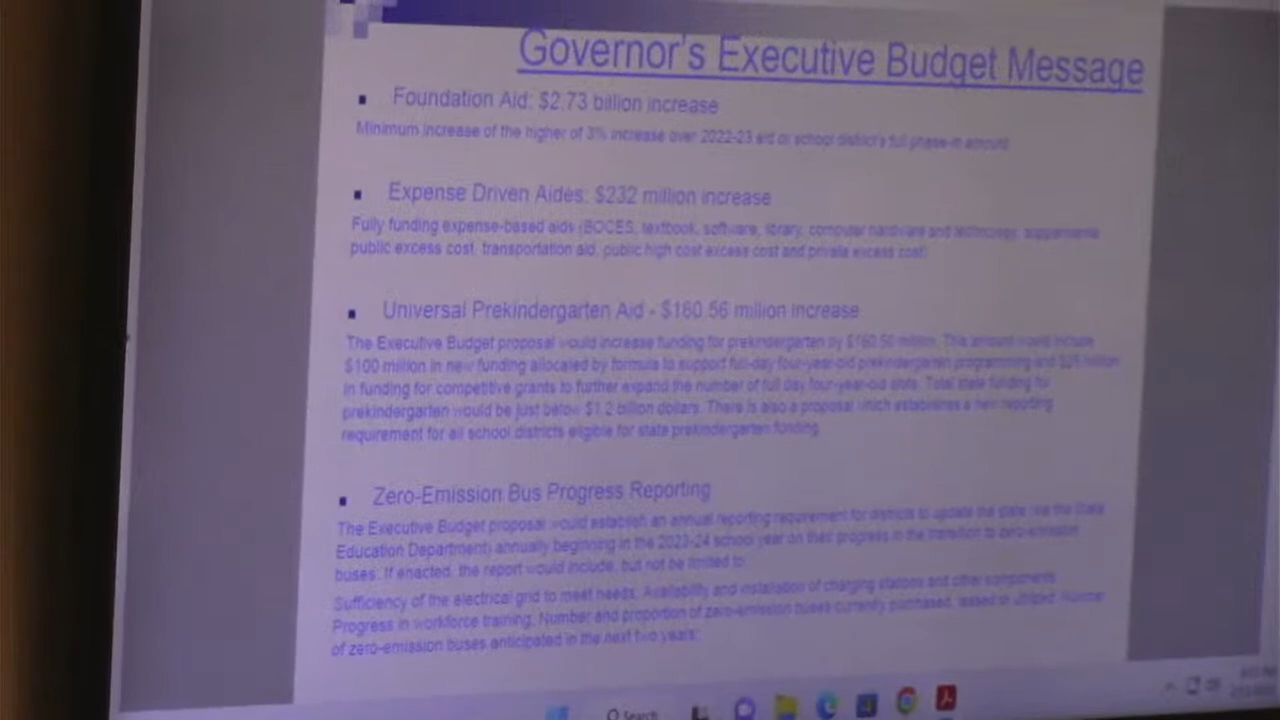 Governor's Executive Budget Message
▪ Foundation Aid: $2.73 billion increase
Minimum increase of the higher of 3% increase over 2022-23 aid or school district's full phase-in amount
▪ Expense Driven Aides: $232 million increase
Fully funding expense-based aids (BOCES, textbook, software, library, computer hardware and technology, supplemental
public excess cost, transportation aid, public high cost excess cost and private excess cost)
▪ Universal Prekindergarten Aid - $160.56 million increase
The Executive Budget proposal would increase funding for prekindergarten by $160.56 million. This amount would include
$100 million in new funding allocated by formula to support full-day four-year-old prekindergarten programming and $25 million
in funding for competitive grants to further expand the number of full day four-year-old slots. Total state funding for
prekindergarten would be just below $1.2 billion dollars. There is also a proposal which establishes a new reporting
requirement for all school districts eligible for state prekindergarten funding.
▪ Zero-Emission Bus Progress Reporting
The Executive Budget proposal would establish an annual reporting requirement for districts to update the state (via the State
Education Department) annually beginning in the 2023-24 school year on their progress in the transition to zero-emission
buses. If enacted, the report would include, but not be limited to:
Sufficiency of the electrical grid to meet needs; Availability and installation of charging stations and other components
Progress in workforce training; Number and proportion of zero-emission buses currently purchased, leased or utilized; Number
of zero-emission buses anticipated in the next two years;
Search